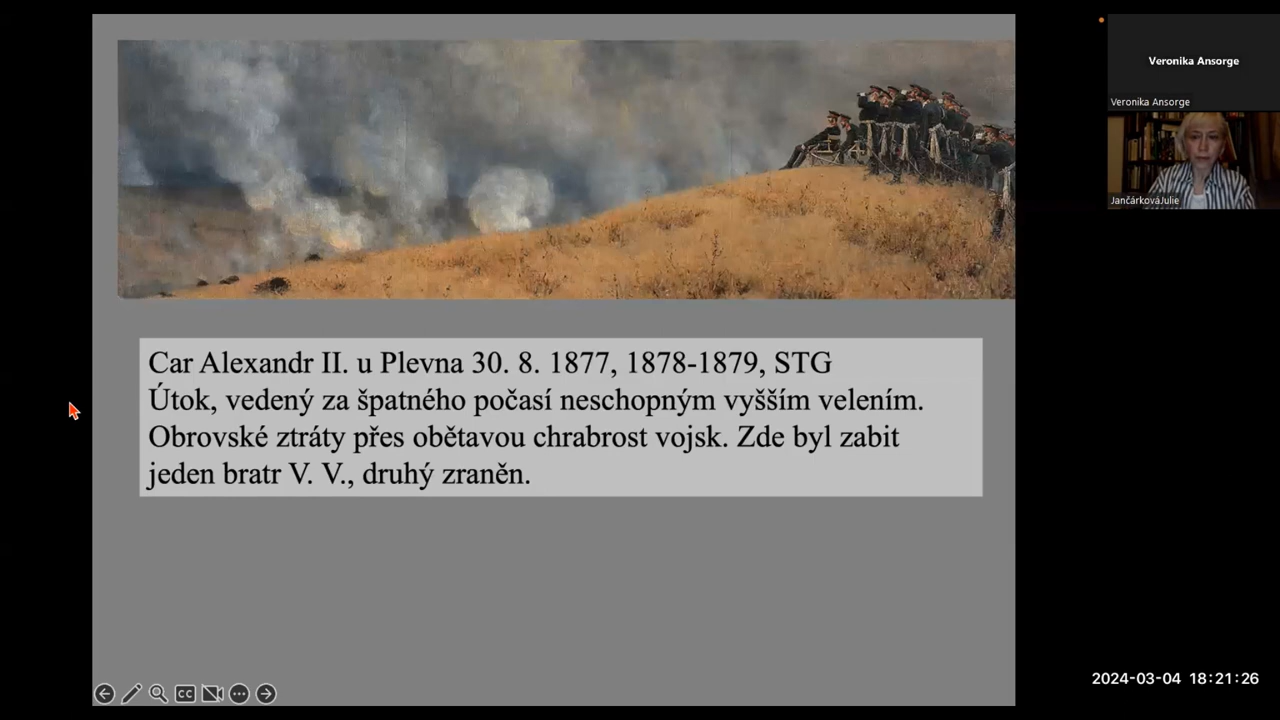 Veronika Ansorge
Veronika Ansorge
JančárkováJulie
Car Alexandr II. u Plevna 30. 8. 1877, 1878-1879, STG
Útok, vedený za špatného počasí neschopným vyšším velením.
Obrovské ztráty přes obětavou chrabrost vojsk. Zde byl zabit
jeden bratr V. V., druhý zraněn.
CC
2024-03-04 18:21:26